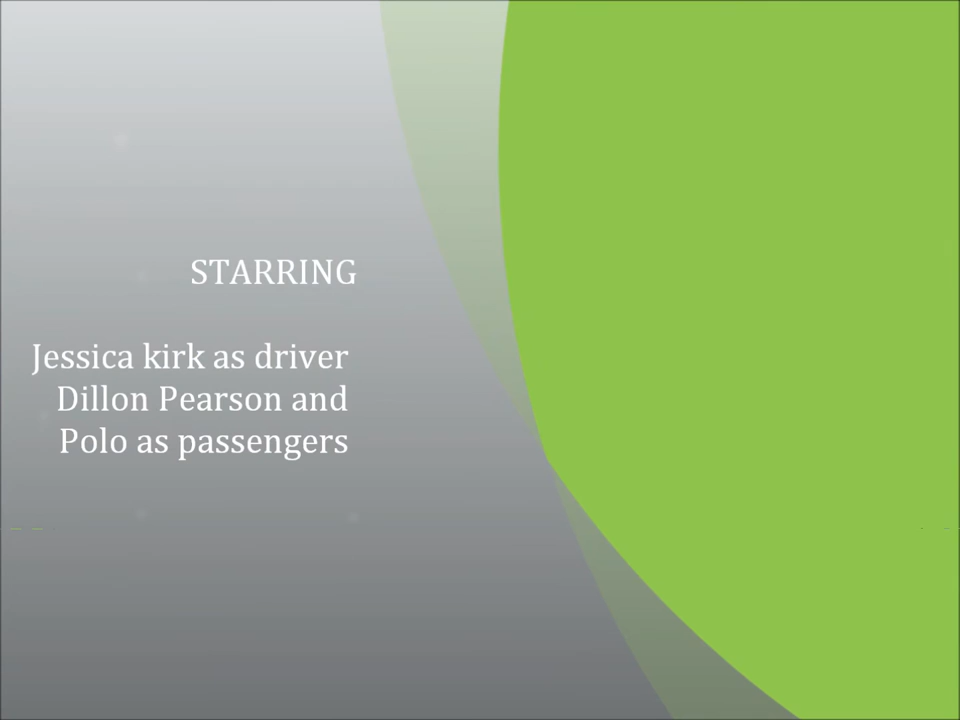 STARRING
Jessica kirk as driver
Dillon Pearson and
Polo as passengers